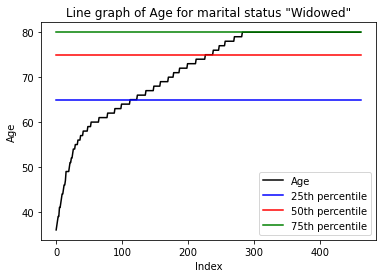 Line graph of Age for marital status "Widowed"
80
70
60
50
40
Age
0
100
200
300
400
Index
Age
25th percentile
50th percentile
75th percentile